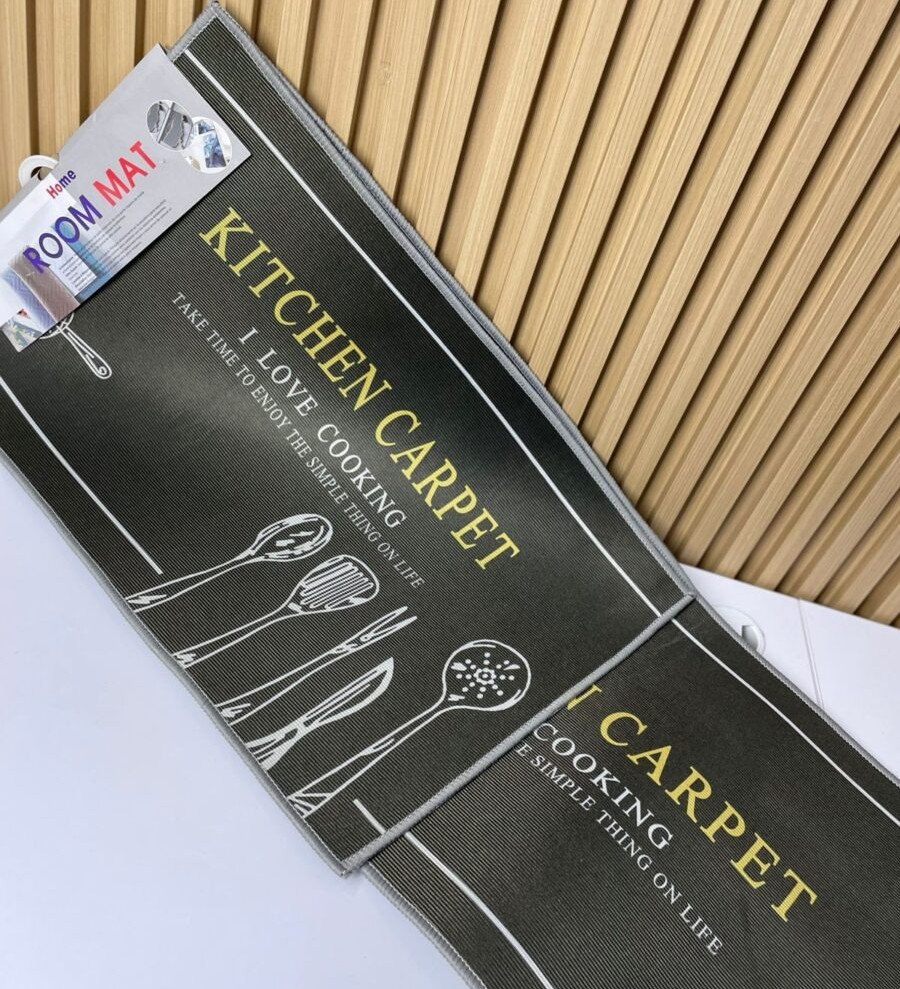 Home
ROOM MAT
KITCHEN CARPET
I LOVE COOKING
TAKE TIME TO ENJOY THE SIMPLE THING ON LIFE
N CARPET
COOKING
E SIMPLE THING ON LIFE